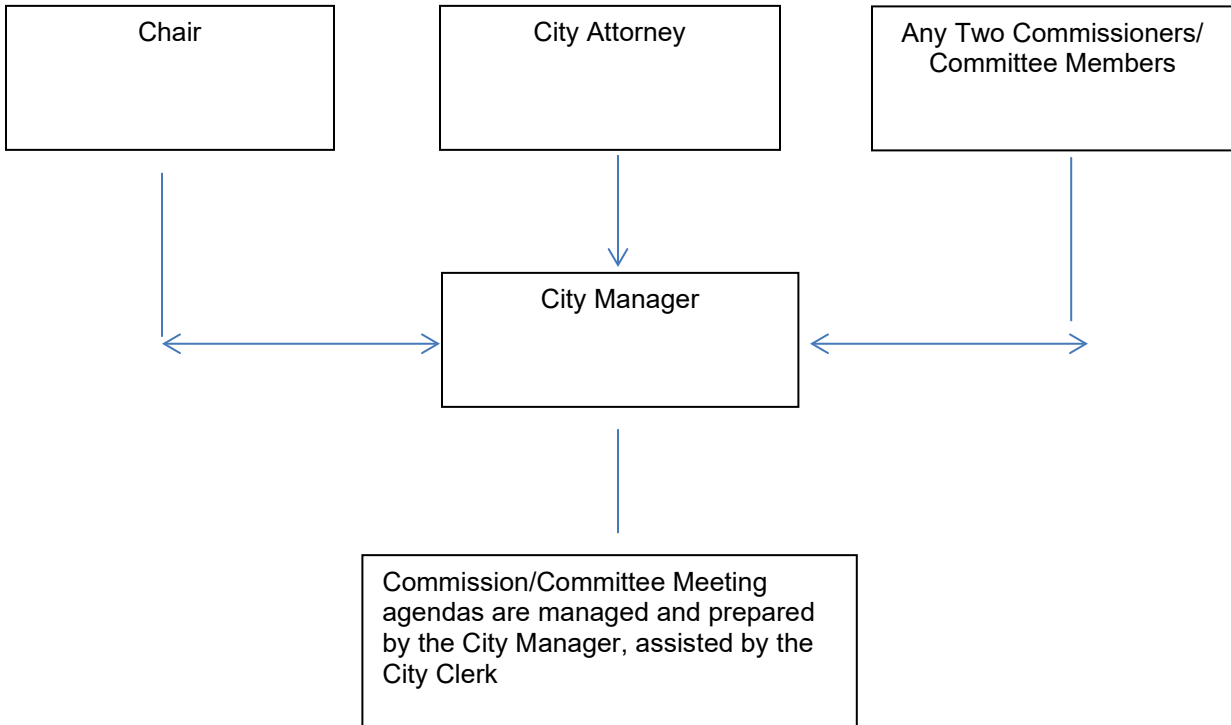 Chair
City Attorney
Any Two Commissioners/
Committee Members
City Manager
Commission/Committee Meeting
agendas are managed and prepared
by the City Manager, assisted by the
City Clerk